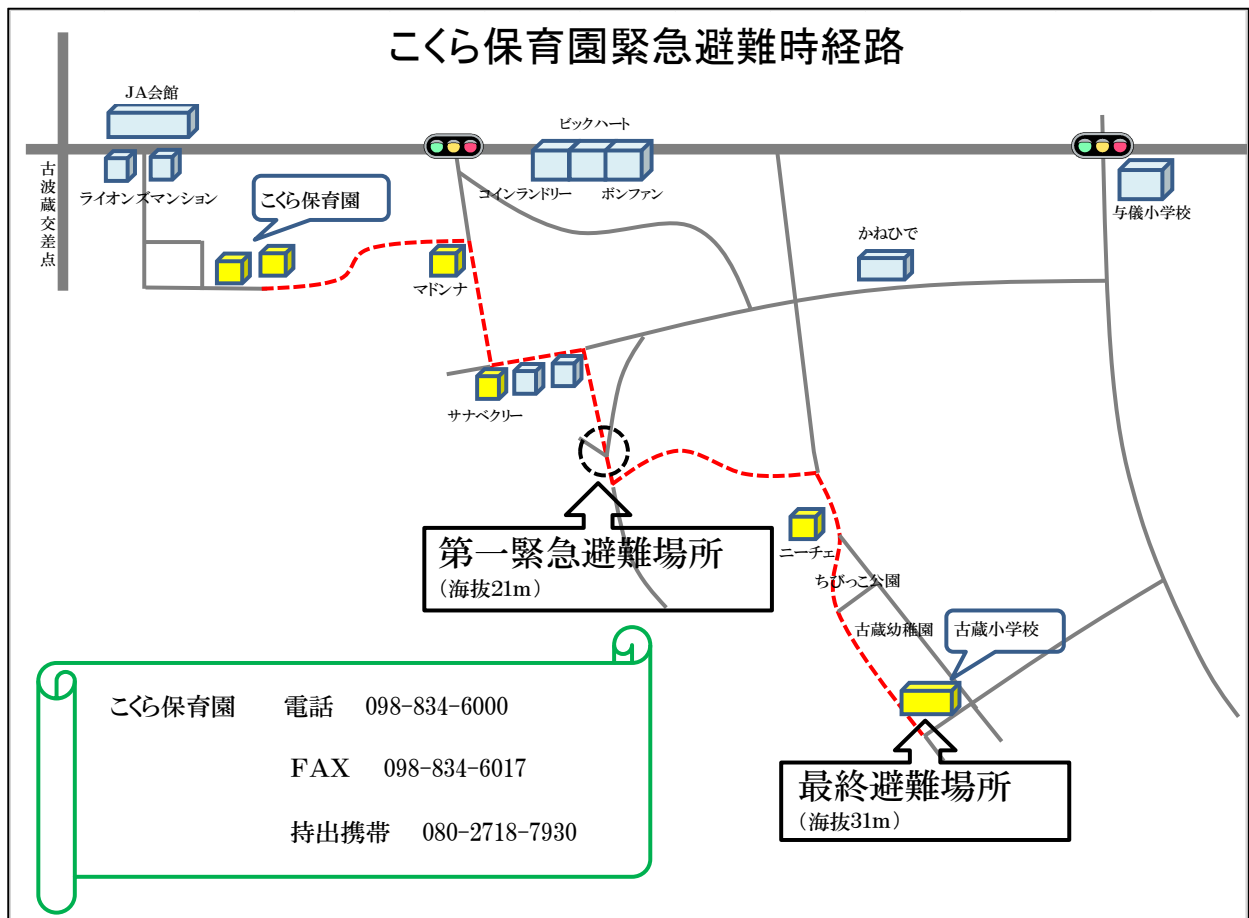 こくら保育園緊急避難時経路
JA会館
ビックハート
古波蔵交差点
ライオンズマンション
こくら保育園
コインランドリー
ボンファン
与儀小学校
かねひで
マドンナ
サナベクリー
第一緊急避難場所
（海抜21m）
ニーチェ
ちびっこ公園
古蔵幼稚園
古蔵小学校
最終避難場所
（海抜31m）
こくら保育園 電話 098-834-6000
FAX 098-834-6017
持出携帯 080-2718-7930